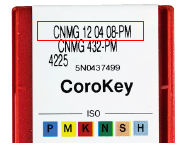 CNMG 12 04 08-PM
CNMG 432-PM
4225
5N0437499
CoroKey
ISO
P M K N S H